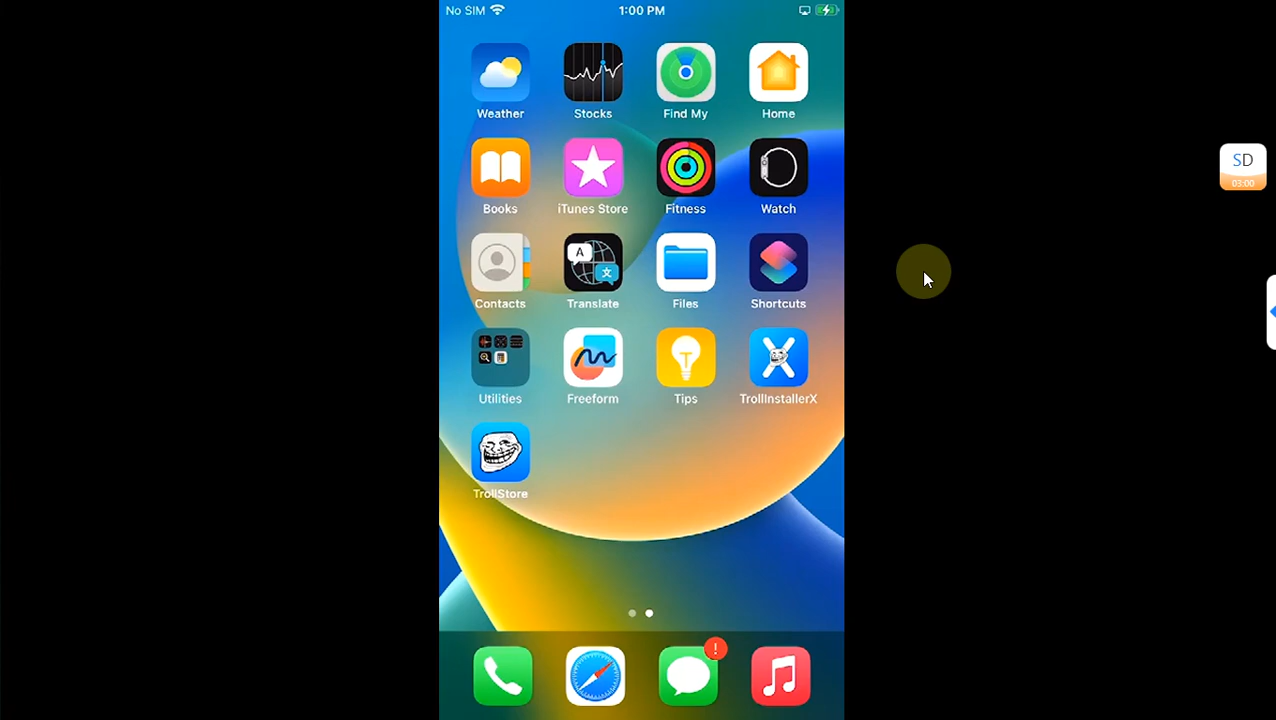 No SIM
1:00 PM
Weather
Stocks
Find My
Home
SD
03:00
Books
iTunes Store
Fitness
Watch
A
文
Contacts
Translate
Files
Shortcuts
T
Utilities
Freeform
Tips
TrollInstallerX
TrollStore
!